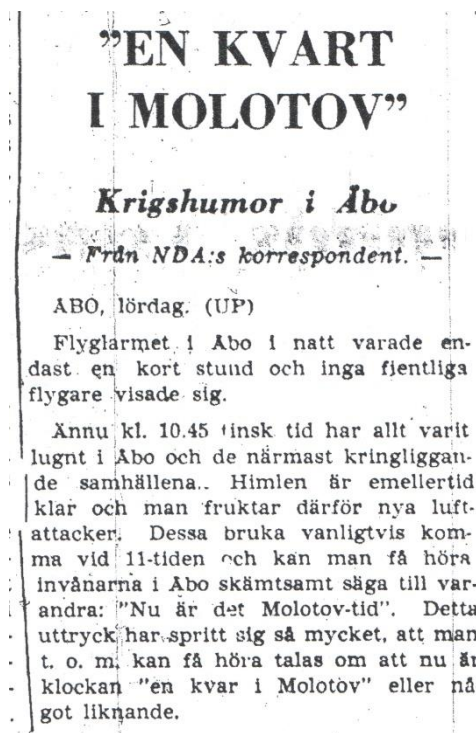 "EN KVART
I MOLOTOV"
Krigshumor i Åbo
— Från NDA:s korrespondent. —
ÅBO, lördag. (UP)
Flyglarmet i Åbo i natt varade en-
dast en kort stund och inga fientliga
flygare visade sig.
Ännu kl. 10.45 finsk tid har allt varit
lugnt i Åbo och de närmast kringliggan-
de samhällena.. Himlen är emellertid
klar och man fruktar därför nya luft-
attacker. Dessa bruka vanligtvis kom-
ma vid 11-tiden och kan man få höra
invånarna i Åbo skämtsamt säga till var-
andra: "Nu är det Molotov-tid". Detta
uttryck har spritt sig så mycket, att man
t. o. m. kan få höra talas om att nu är
klockan "en kvar i Molotov" eller nå
got liknande.